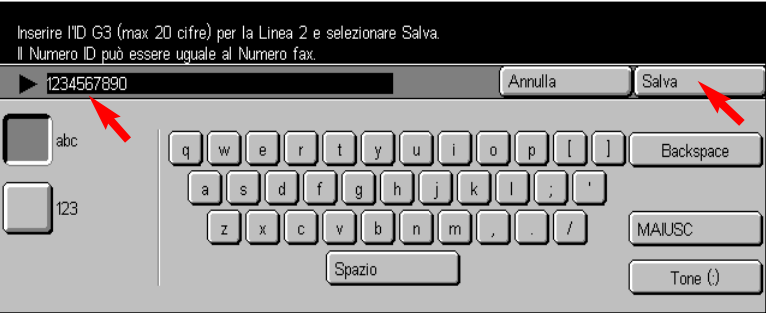 Inserire l'ID G3 (max 20 cifre) per la Linea 2 e selezionare Salva.
Il Numero ID può essere uguale al Numero fax.
1234567890 Annulla Salva
abc
123
q w e r t y u i o p [ ] Backspace
a s d f g h j k l ; '
z x c v b n m , . / MAIUSC
Spazio Tone (:)